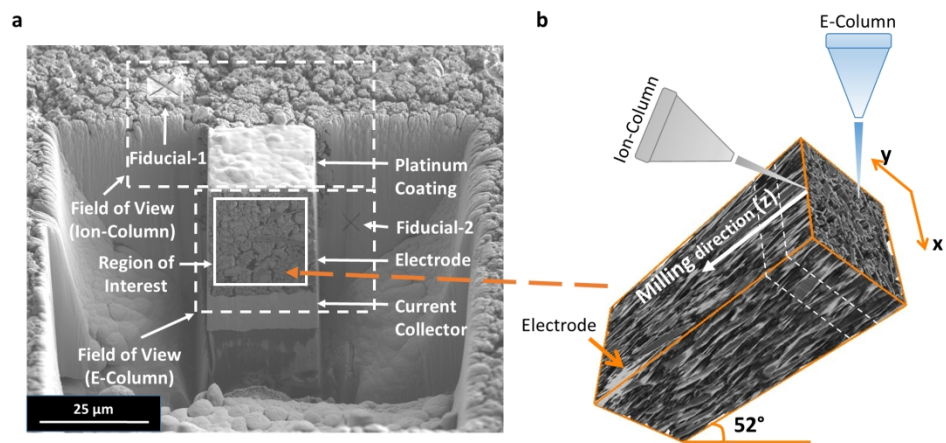 a
Fiducial-1
Field of View
(Ion-Column)
Region of
Interest
Field of View
(E-Column)
25 µm
Platinum
Coating
Fiducial-2
Electrode
Current
Collector
b
E-Column
Ion-Column
y
x
Milling direction (z)
Electrode
52°